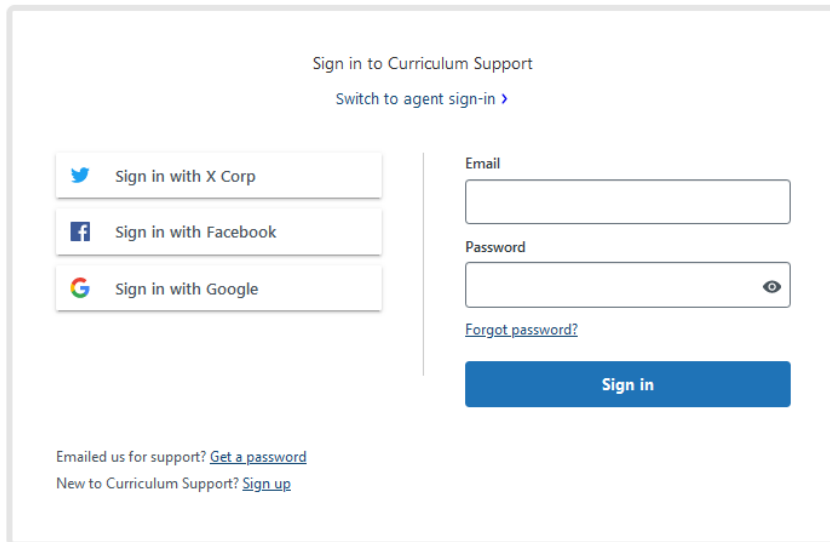 Sign in to Curriculum Support
Switch to agent sign-in >
Sign in with X Corp
Sign in with Facebook
Sign in with Google
Email
Password
Forgot password?
Sign in
Emailed us for support? Get a password
New to Curriculum Support? Sign up